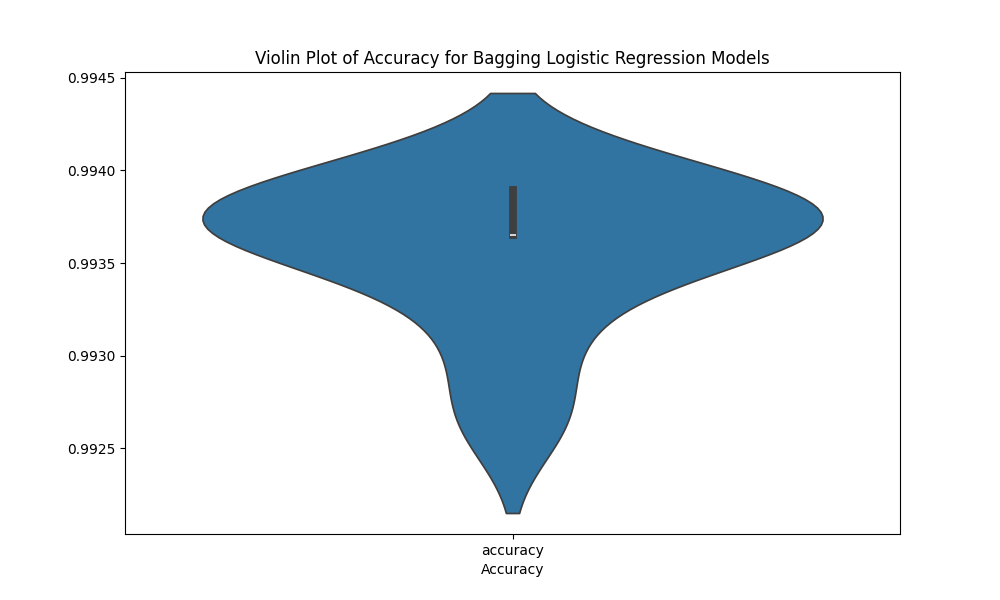 Violin Plot of Accuracy for Bagging Logistic Regression Models
0.9945
0.9940
0.9935
0.9930
0.9925
accuracy
Accuracy